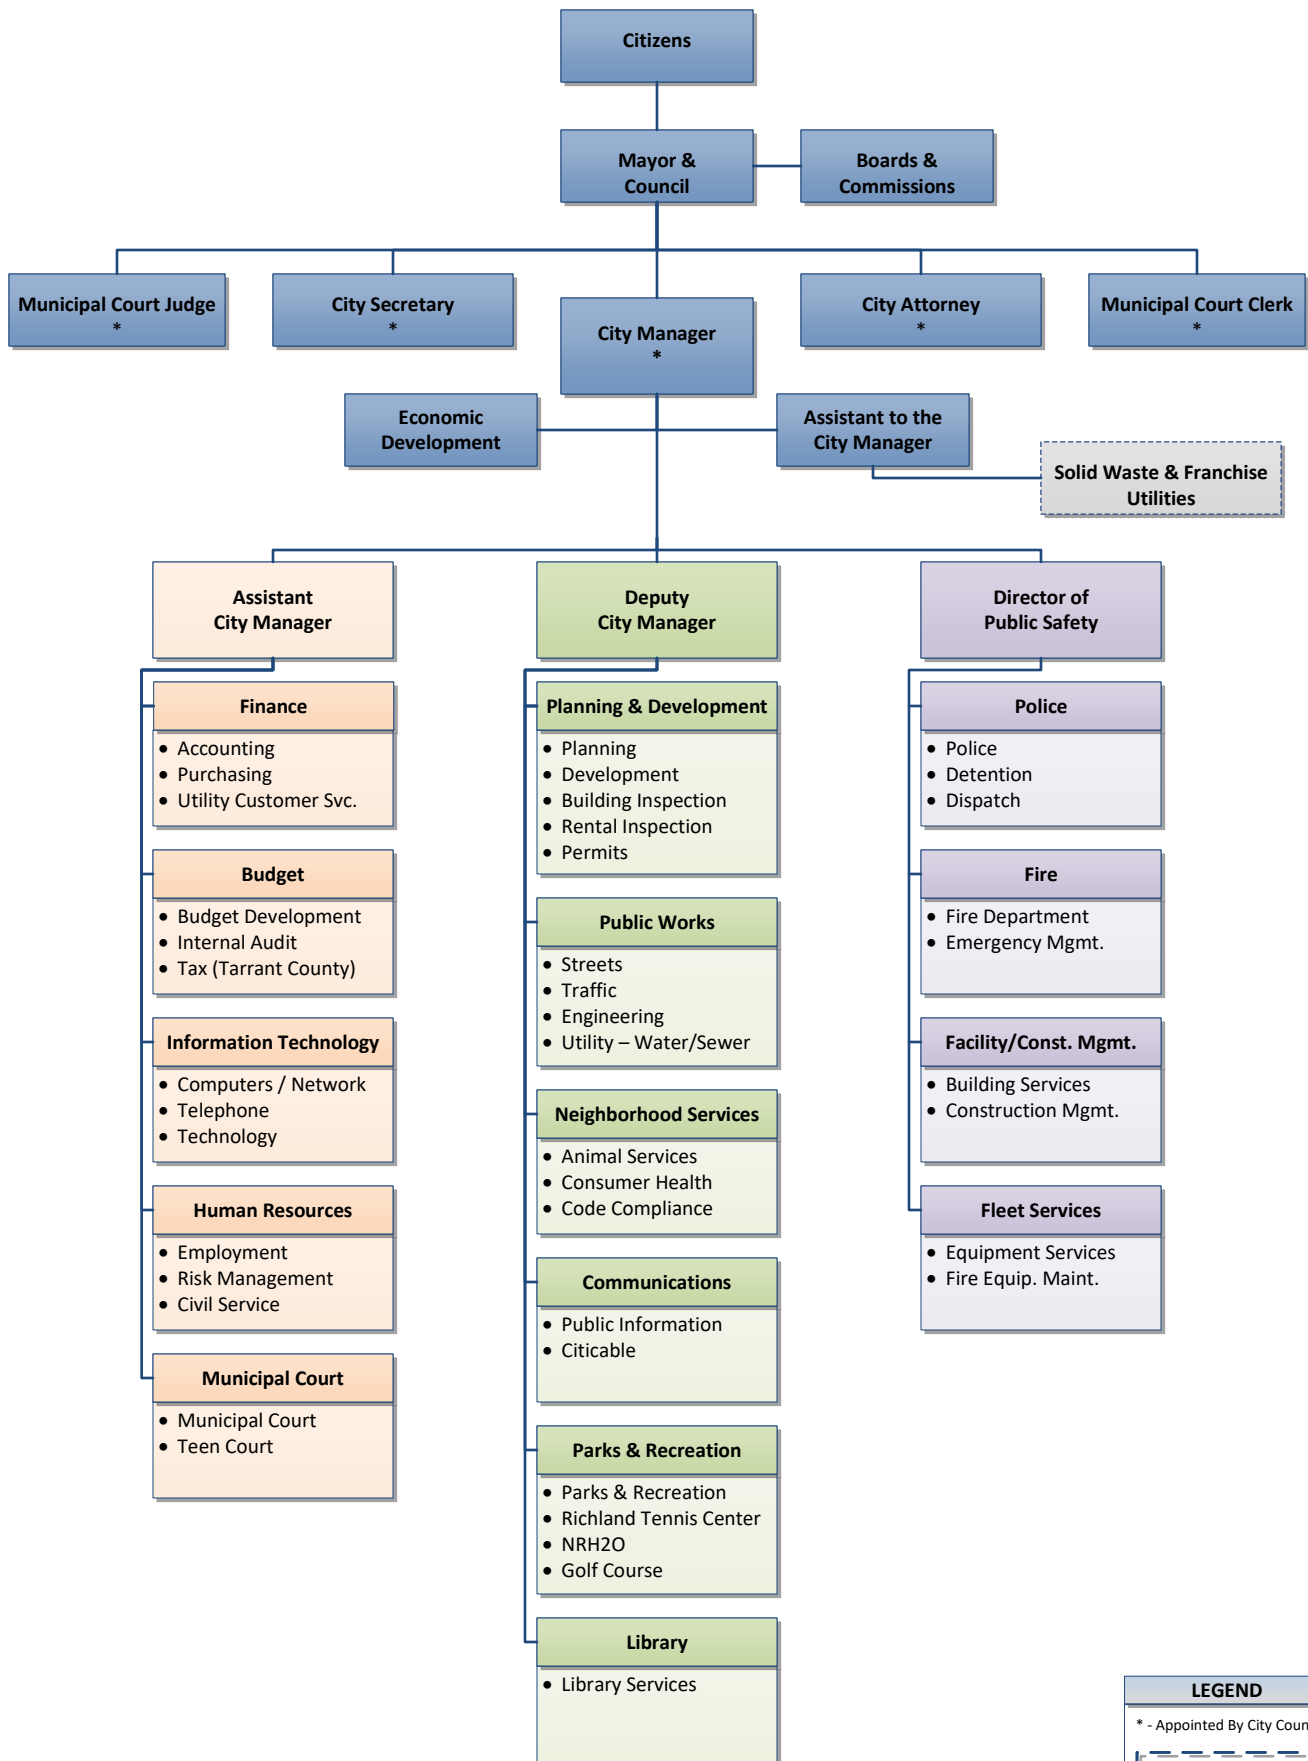 Citizens
Mayor &
Council
Boards &
Commissions
Municipal Court Judge
*
City Secretary
*
City Manager
*
City Attorney
*
Municipal Court Clerk
*
Economic
Development
Assistant to the
City Manager
Solid Waste & Franchise
Utilities
Assistant
City Manager
Finance
• Accounting
• Purchasing
• Utility Customer Svc.
Budget
• Budget Development
• Internal Audit
• Tax (Tarrant County)
Information Technology
• Computers / Network
• Telephone
• Technology
Human Resources
• Employment
• Risk Management
• Civil Service
Municipal Court
• Municipal Court
• Teen Court
Deputy
City Manager
Planning & Development
• Planning
• Development
• Building Inspection
• Rental Inspection
• Permits
Public Works
• Streets
• Traffic
• Engineering
• Utility – Water/Sewer
Neighborhood Services
• Animal Services
• Consumer Health
• Code Compliance
Communications
• Public Information
• Citicable
Parks & Recreation
• Parks & Recreation
• Richland Tennis Center
• NRH2O
• Golf Course
Library
• Library Services
Director of
Public Safety
Police
• Police
• Detention
• Dispatch
Fire
• Fire Department
• Emergency Mgmt.
Facility/Const. Mgmt.
• Building Services
• Construction Mgmt.
Fleet Services
• Equipment Services
• Fire Equip. Maint.
LEGEND
* - Appointed By City